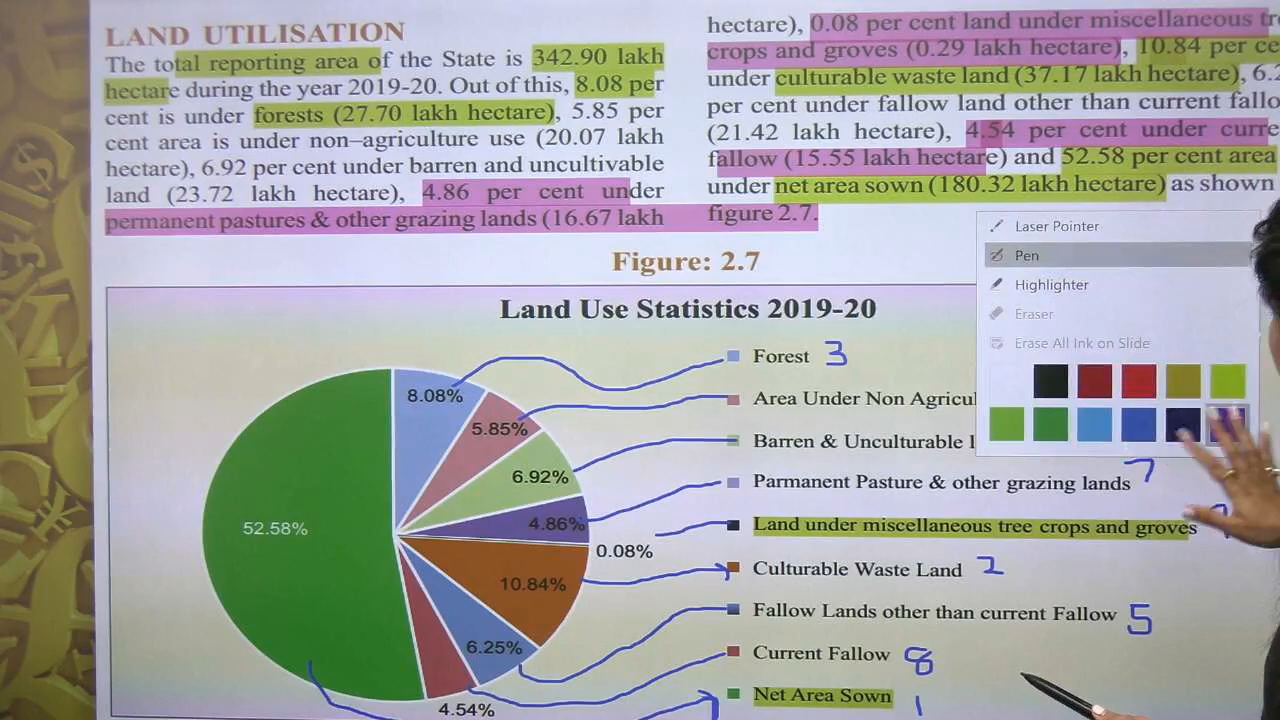 LAND UTILISATION
The total reporting area of the State is 342.90 lakh
hectare during the year 2019-20. Out of this, 8.08 per
cent is under forests (27.70 lakh hectare), 5.85 per
cent area is under non–agriculture use (20.07 lakh
hectare), 6.92 per cent under barren and uncultivable
land (23.72 lakh hectare), 4.86 per cent under
permanent pastures & other grazing lands (16.67 lakh
hectare), 0.08 per cent land under miscellaneous
crops and groves (0.29 lakh hectare), 10.84 per
under culturable waste land (37.17 lakh hectare),
per cent under fallow land other than current
(21.42 lakh hectare), 4.54 per cent under
fallow (15.55 lakh hectare) and 52.58 per cent area
under net area sown (180.32 lakh hectare) as shown
figure 2.7.
Figure: 2.7
Land Use Statistics 2019-20
Laser Pointer
Pen
Highlighter
Eraser
Erase All Ink on Slide
8.08%
5.85%
6.92%
4.86%
0.08%
10.84%
6.25%
4.54%
52.58%
Forest 3
Area Under Non
Barren & Unculturable
Parmanent Pasture & other grazing lands 7
Land under miscellaneous tree crops and groves
Culturable Waste Land 2
Fallow Lands other than current Fallow 5
Current Fallow 8
Net Area Sown 1